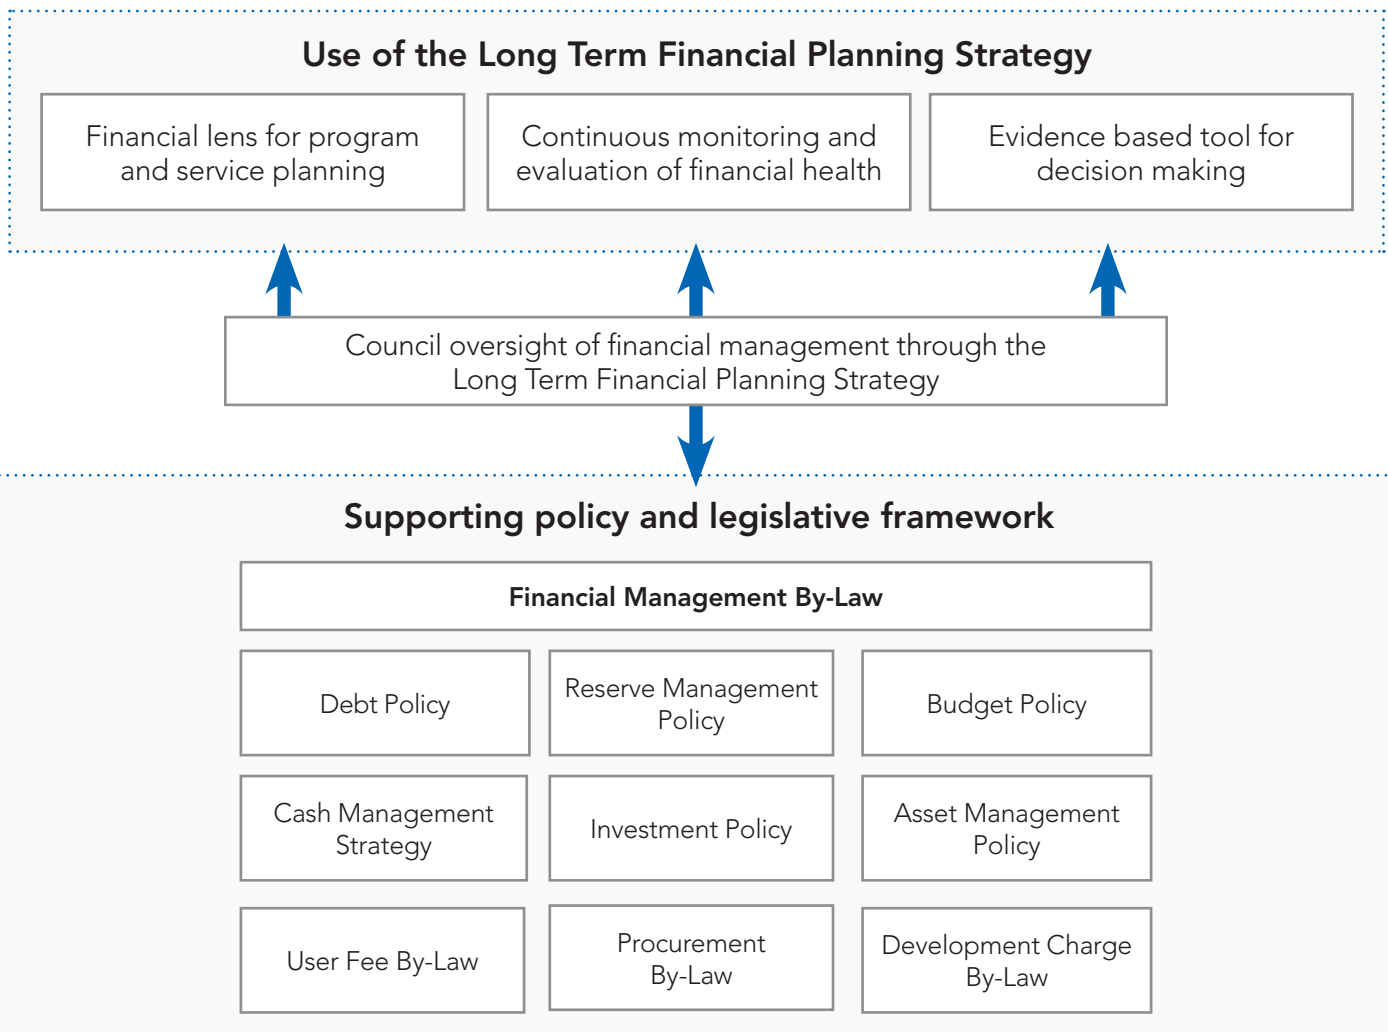 Use of the Long Term Financial Planning Strategy
Financial lens for program
and service planning
Continuous monitoring and
evaluation of financial health
Evidence based tool for
decision making
Council oversight of financial management through the
Long Term Financial Planning Strategy
Supporting policy and legislative framework
Financial Management By-Law
Debt Policy
Reserve Management
Policy
Budget Policy
Cash Management
Strategy
Investment Policy
Asset Management
Policy
User Fee By-Law
Procurement
By-Law
Development Charge
By-Law